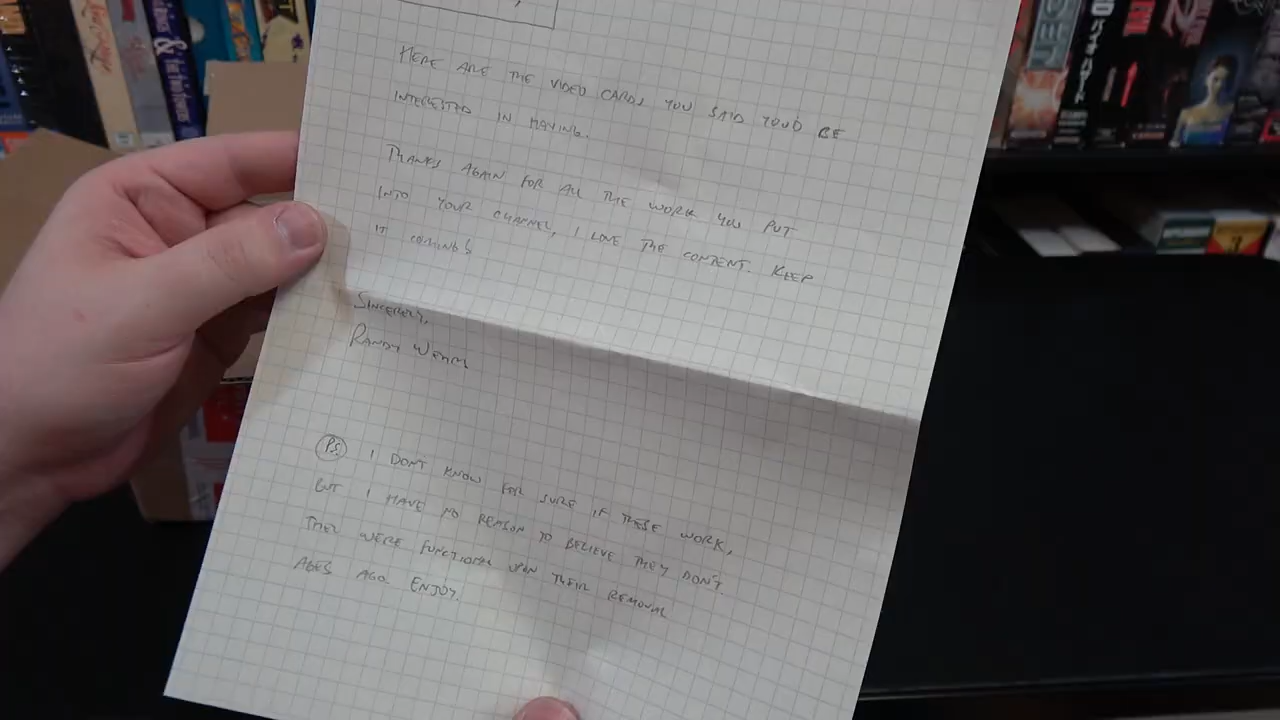 HERE ARE THE VIDEO CARDS YOU SAID YOU'D BE
INTERESTED IN HAVING.
THANKS AGAIN FOR ALL THE WORK YOU PUT
INTO YOUR CHANNEL, I LOVE THE CONTENT. KEEP
IT COMING!
SINCERELY,
RANDY
P.S. I DON'T KNOW FOR SURE IF THESE WORK,
BUT I HAVE NO REASON TO BELIEVE THEY DON'T.
THEY WERE FUNCTIONAL UPON THEIR REMOVAL
AGES AGO. ENJOY.